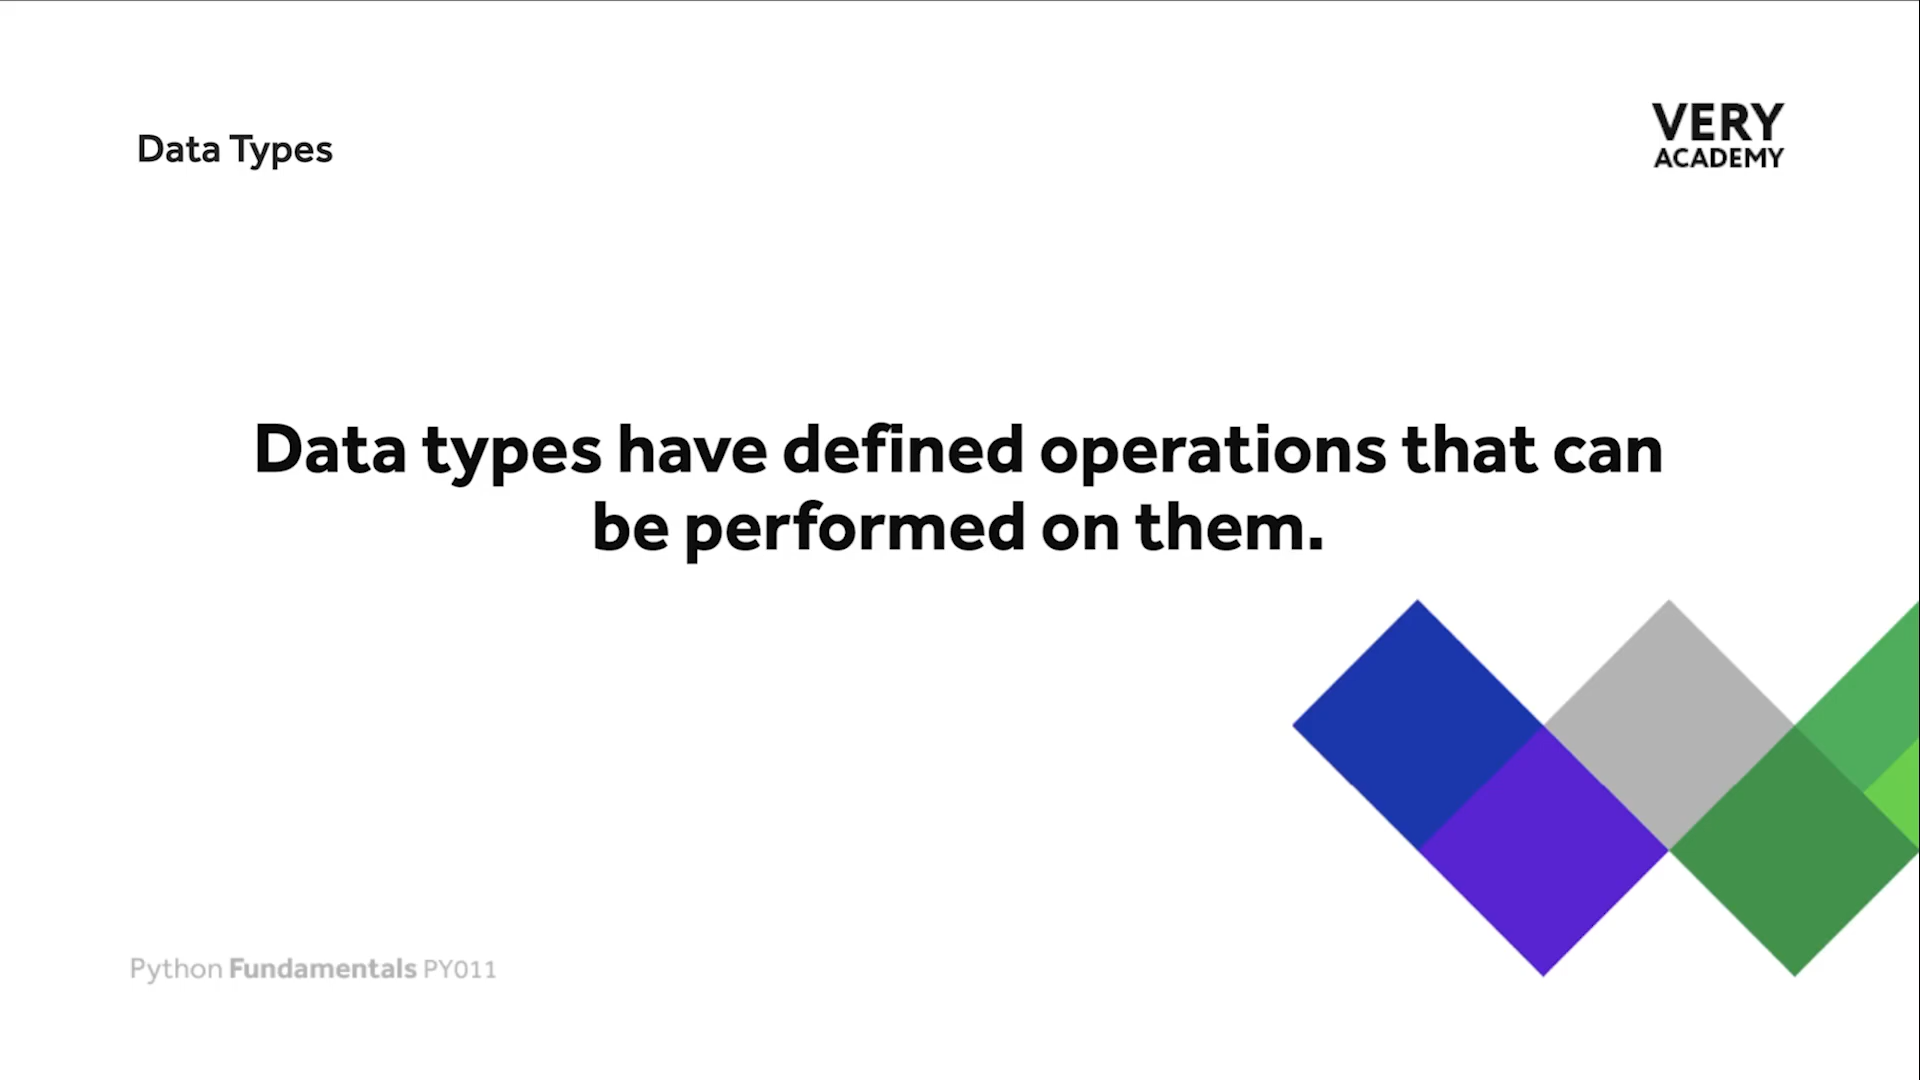 Data Types
VERY
ACADEMY
Data types have defined operations that can
be performed on them.
Python Fundamentals PY011